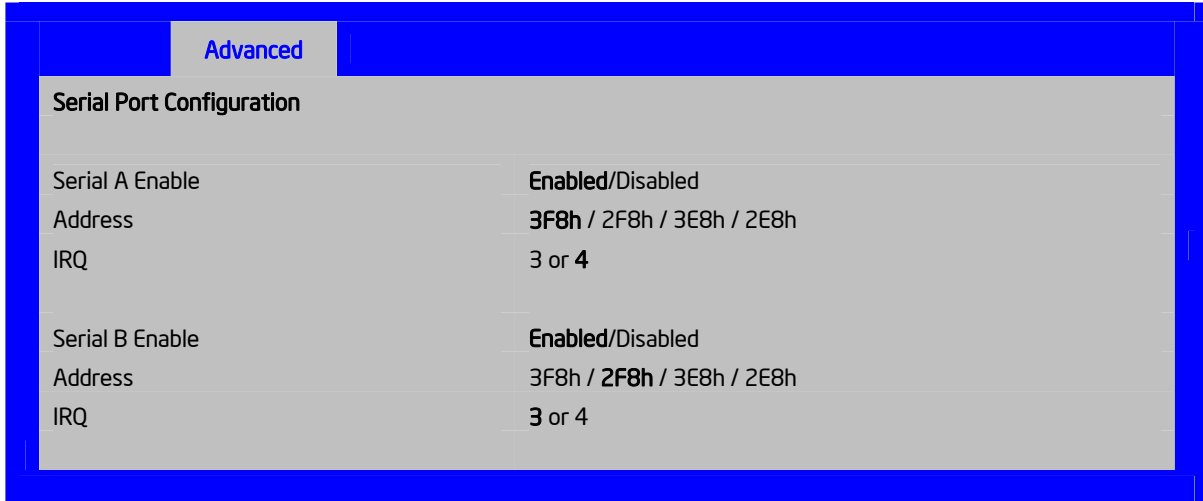 Advanced
Serial Port Configuration
Serial A Enable Enabled/Disabled
Address 3F8h / 2F8h / 3E8h / 2E8h
IRQ 3 or 4
Serial B Enable Enabled/Disabled
Address 3F8h / 2F8h / 3E8h / 2E8h
IRQ 3 or 4